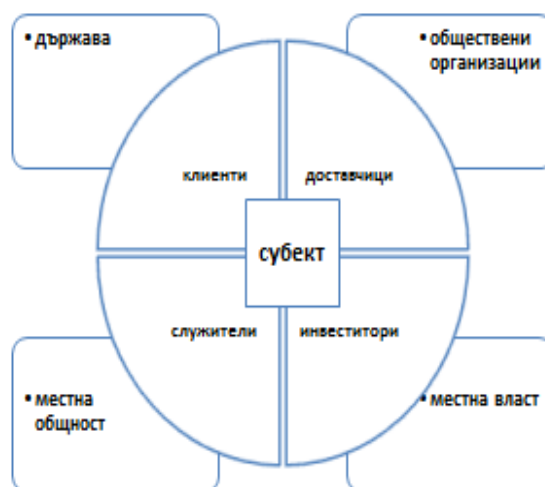 • държава
• обществени
организации
клиенти
доставчици
субект
служители
инвеститори
• местна
общност
• местна власт